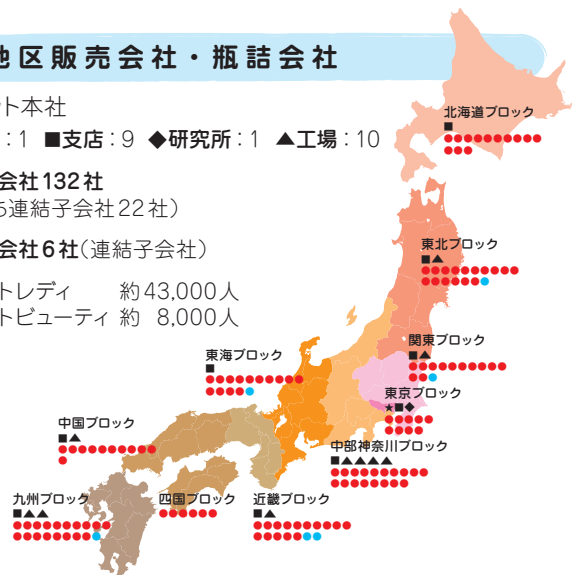 地区販売会社・瓶詰会社
ト本社
：1 ■支店：9 ◆研究所：1 ▲工場：10
会社132社
ち連結子会社22社）
会社6社(連結子会社）
トレディ 約43,000人
トビューティ 約 8,000人
北海道ブロック
■
東北ブロック
■▲
関東ブロック
■▲
東海ブロック
■
東京ブロック
★■◆
中国ブロック
■▲
中部神奈川ブロック
■▲▲▲▲
九州ブロック
■▲▲
四国ブロック
近畿ブロック
■▲